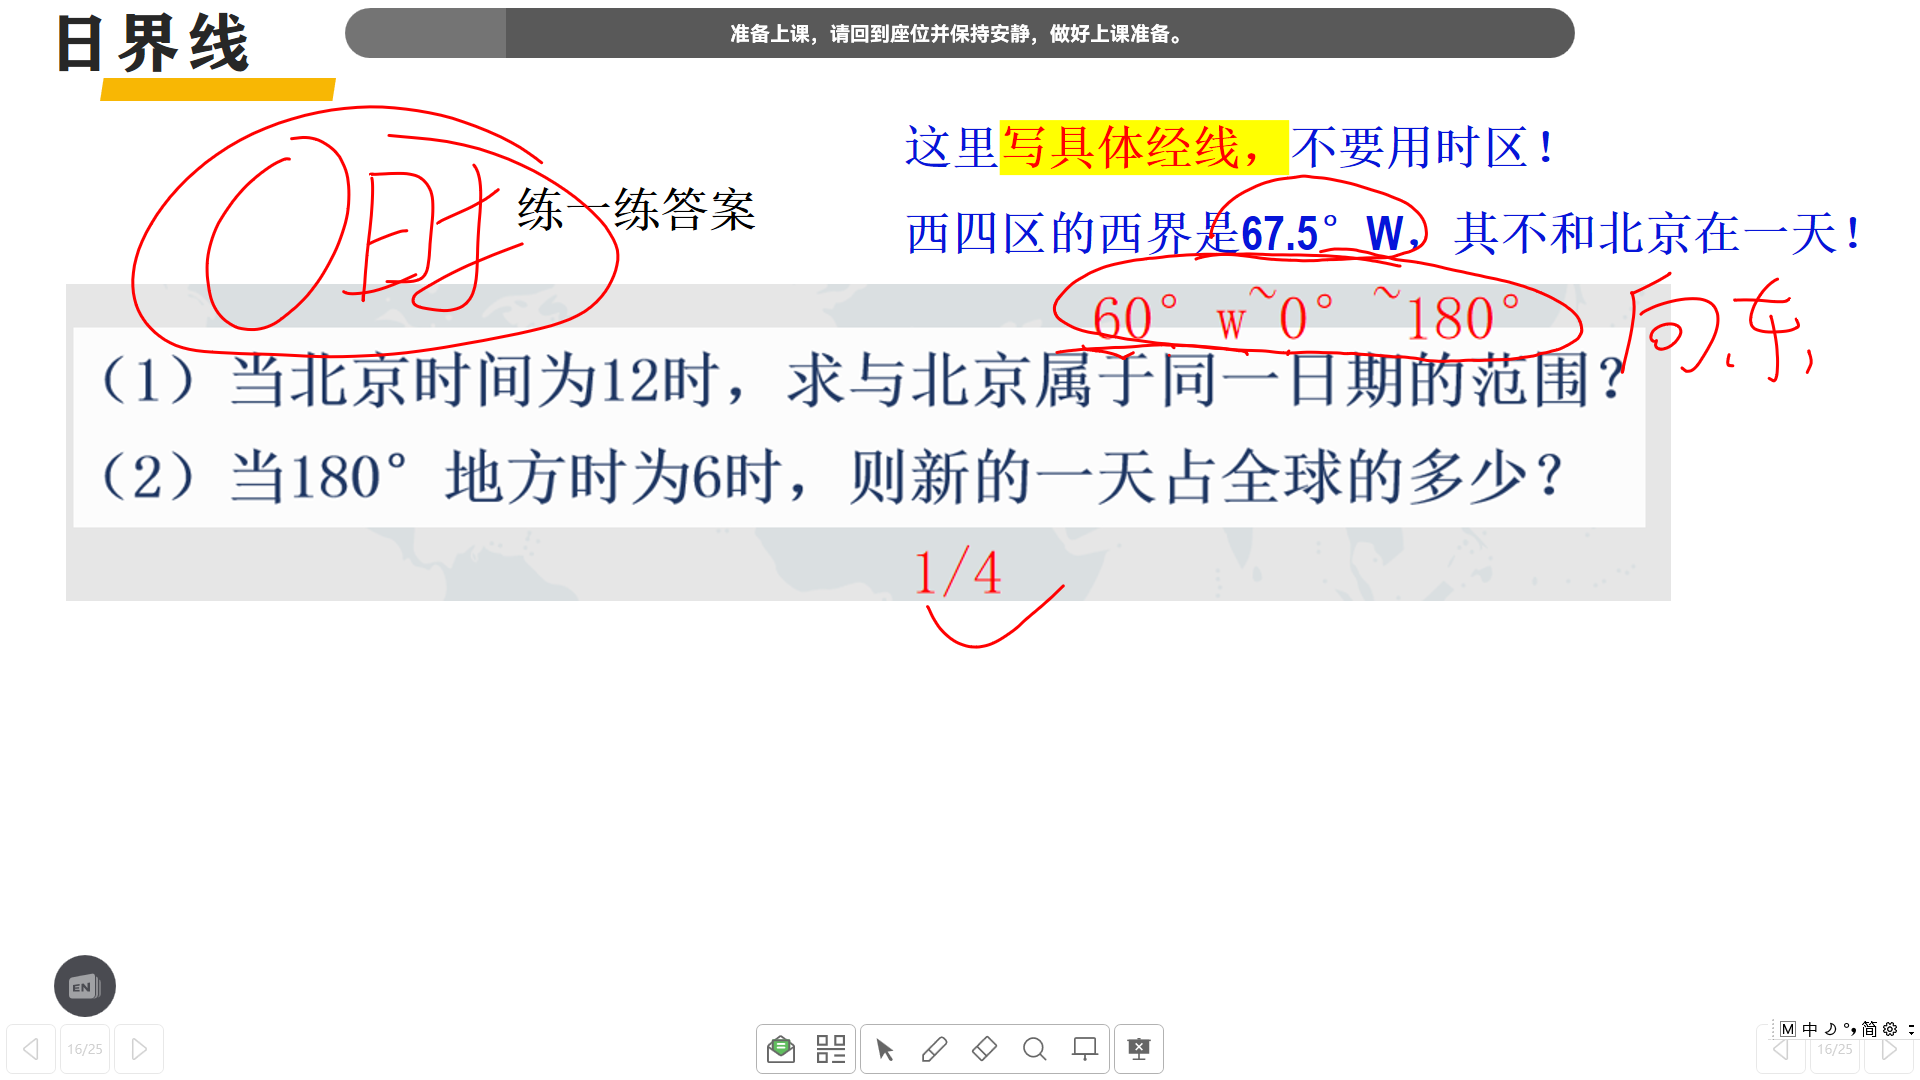 日界线
准备上课，请回到座位并保持安静，做好上课准备。
这里写具体经线，不要用时区！
0时
练一练答案
西四区的西界是67.5°W，其不和北京在一天！
60°w~0°~180°
向东
（1）当北京时间为12时，求与北京属于同一日期的范围？
（2）当180°地方时为6时，则新的一天占全球的多少？
1/4
EN
16/25
M中简
16/25